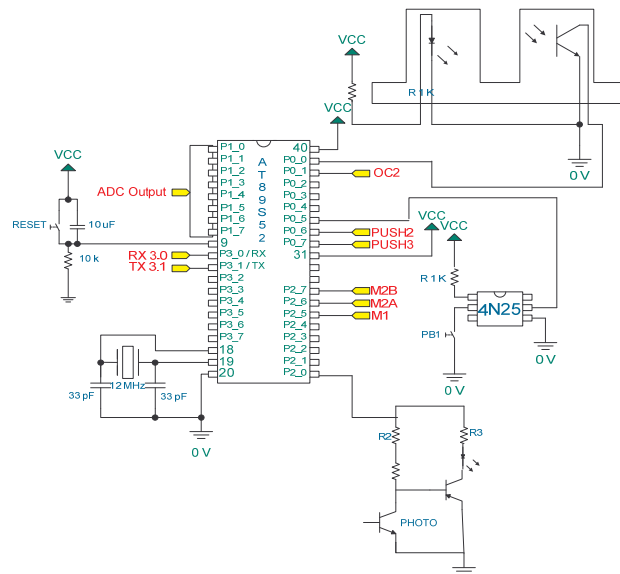 VCC
R 1 K
0 V
VCC
VCC
RESET
10 uF
10 k
ADC Output
RX 3.0
TX 3.1
P1_0
P1_1
P1_2
P1_3
P1_4
P1_5
P1_6
P1_7
9
P3_0 / RX
P3_1 / TX
P3_2
P3_3
P3_4
P3_5
P3_6
P3_7
18
19
20
AT89S52
40
P0_0
P0_1
P0_2
P0_3
P0_4
P0_5
P0_6
P0_7
31
P2_7
P2_6
P2_5
P2_4
P2_3
P2_2
P2_1
P2_0
OC2
PUSH2
PUSH3
M2B
M2A
M1
VCC
VCC
R 1 K
4N25
PB1
0 V
0 V
12 MHz
33 pF
33 pF
0 V
R2
R3
PHOTO